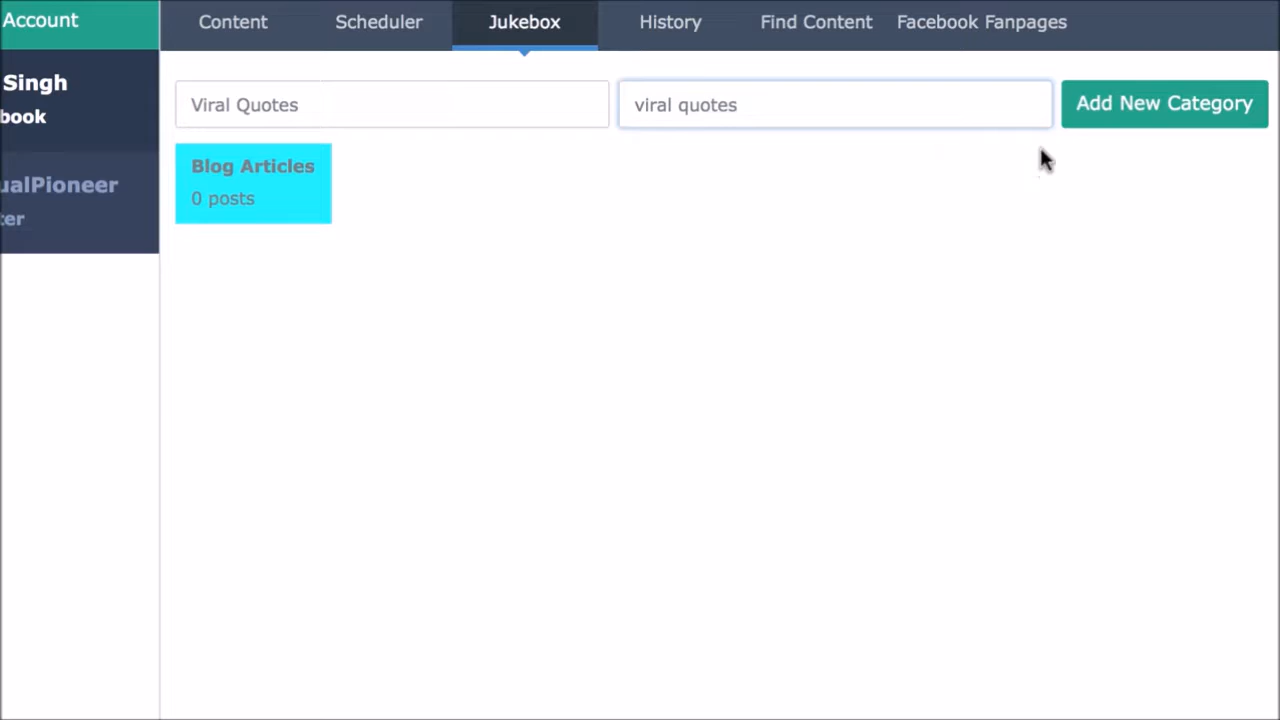 Account
Content
Scheduler
Jukebox
History
Find Content
Facebook Fanpages
Singh
book
ualPioneer
ter
Viral Quotes
viral quotes
Add New Category
Blog Articles
0 posts